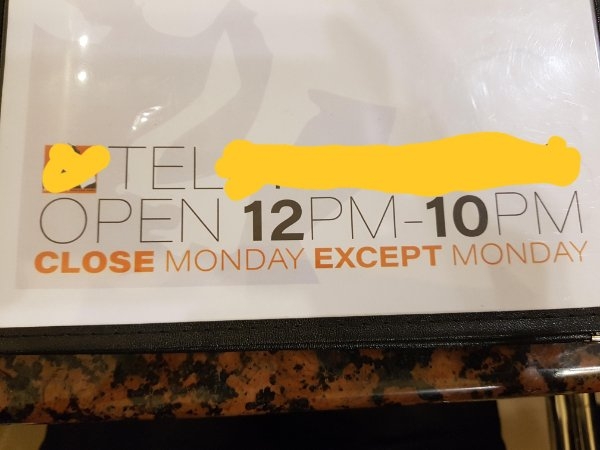 TEL
OPEN 12PM-10PM
CLOSE MONDAY EXCEPT MONDAY